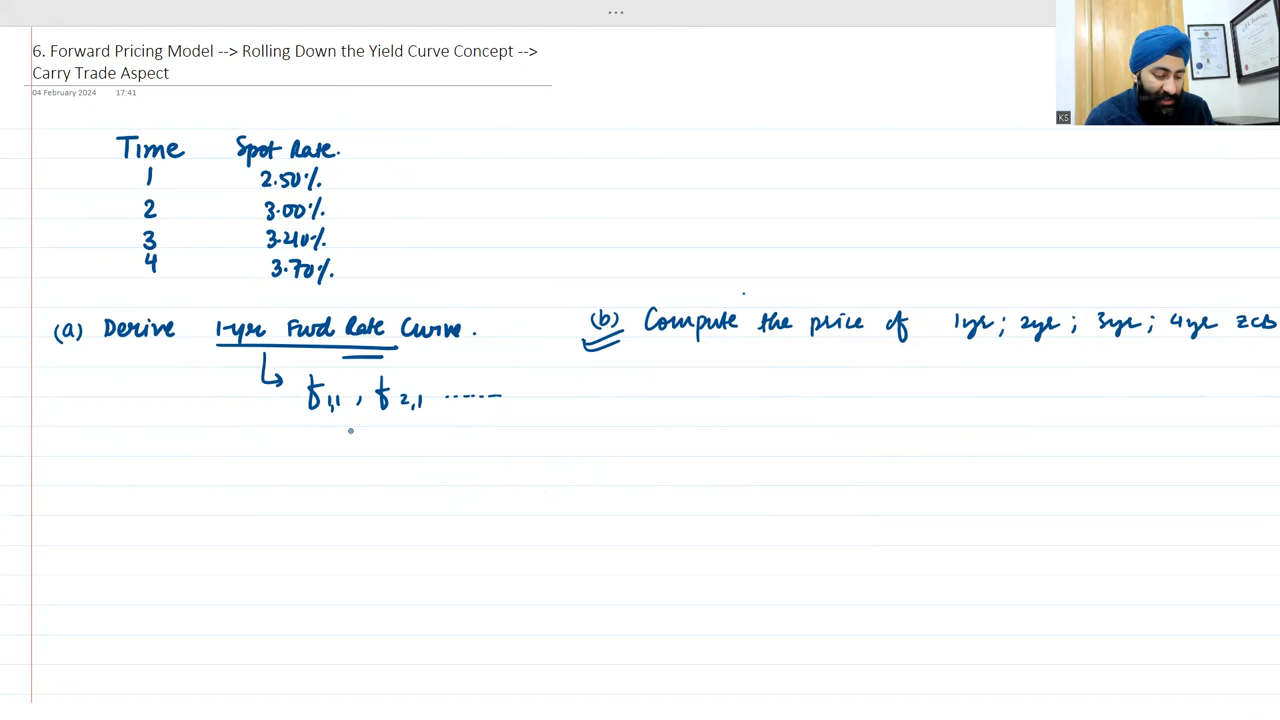 6. Forward Pricing Model --> Rolling Down the Yield Curve Concept -->
Carry Trade Aspect
04 February 2024 17:41
Time Spot Rate.
1 2.50%.
2 3.00%.
3 3.40%.
4 3.70%.
(a) Derive 1-yr Fwd Rate Curve.
(b) Compute the price of 1yr; 2yr; 3yr; 4yr ZCB
f1,1 , f2,1 ------
KS